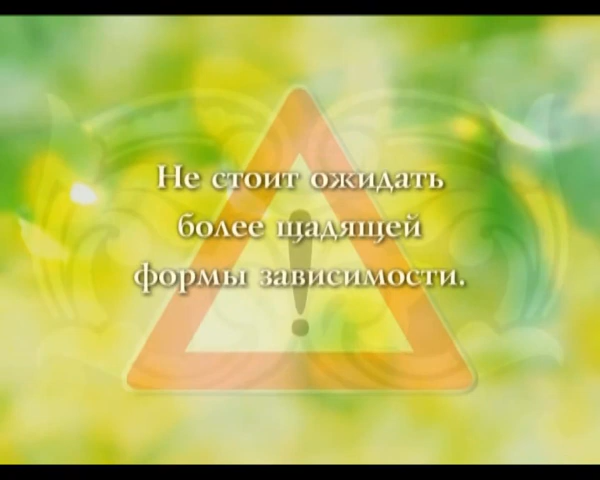 Не стоит ожидать
более щадящей
формы зависимости.